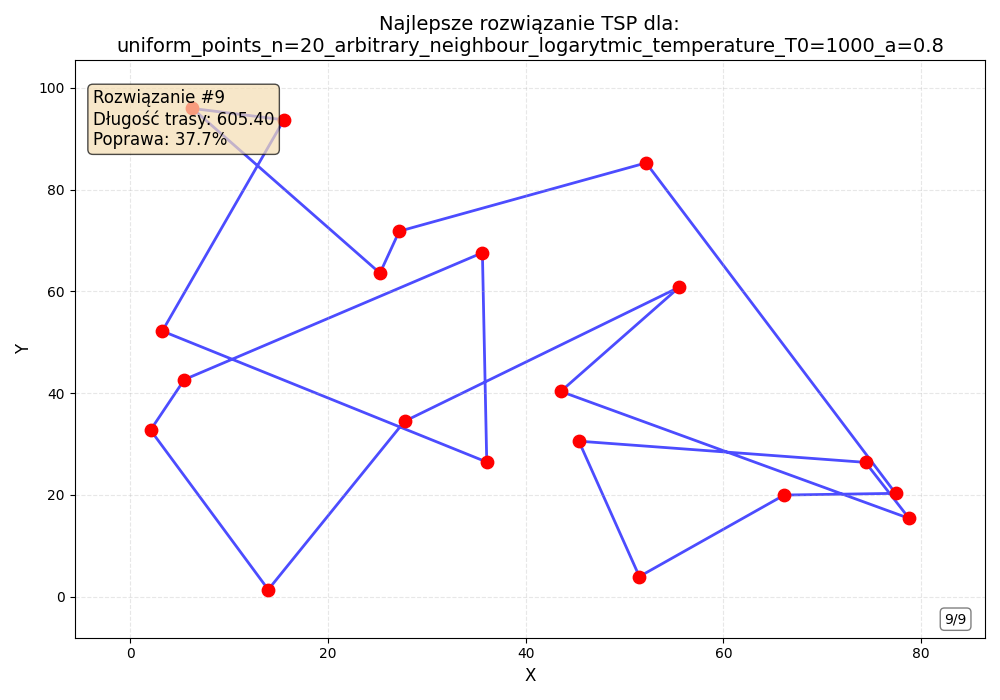 Najlepsze rozwiązanie TSP dla:
uniform_points_n=20_arbitrary_neighbour_logarytmic_temperature_T0=1000_a=0.8
Rozwiązanie #9
Długość trasy: 605.40
Poprawa: 37.7%
100
80
60
40
20
0
Y
9/9
0 20 40 60 80
X